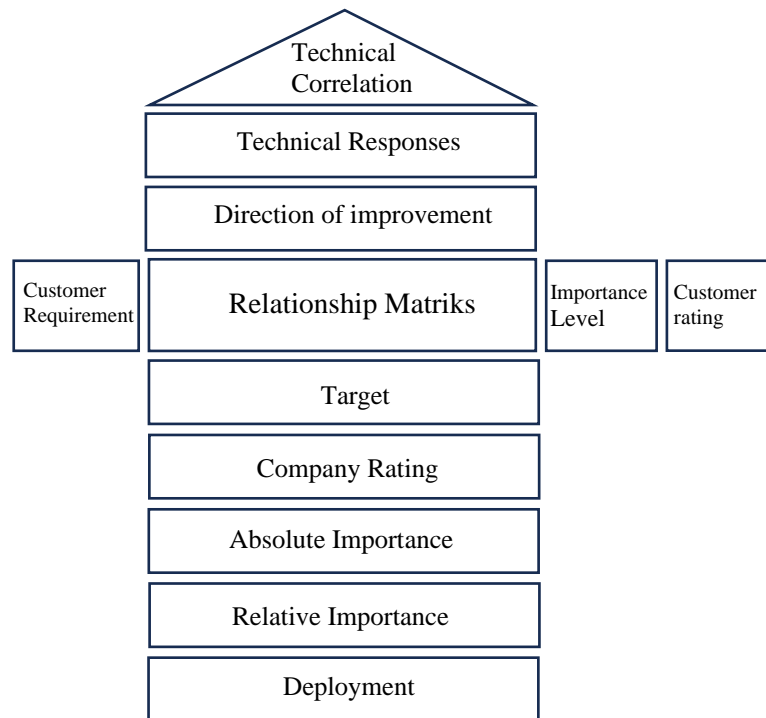 Technical
Correlation
Technical Responses
Direction of improvement
Customer
Requirement
Relationship Matriks
Importance
Level
Customer
rating
Target
Company Rating
Absolute Importance
Relative Importance
Deployment